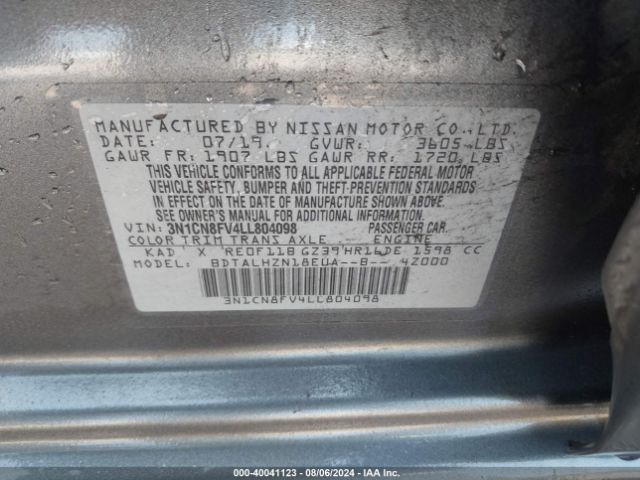 MANUFACTURED BY NISSAN MOTOR CO., LTD.
DATE: 07/19 GVWR: 3605 LBS
GAWR FR: 1907 LBS GAWR RR: 1720 LBS
THIS VEHICLE CONFORMS TO ALL APPLICABLE FEDERAL MOTOR
VEHICLE SAFETY, BUMPER AND THEFT PREVENTION STANDARDS
IN EFFECT ON THE DATE OF MANUFACTURE SHOWN ABOVE.
SEE OWNER'S MANUAL FOR ADDITIONAL INFORMATION
VIN: 3N1CN8FV4LL804098 PASSENGER CAR
COLOR TRIM TRANS AXLE ENGINE
KAD X RE0F11B GZ39 HR16DE 1598 CC
MODEL: BDTALHZN18EUA--B-- 4Z000
3N1CN8FV4LL804098
000-40041123 - 08/06/2024 - IAA Inc.